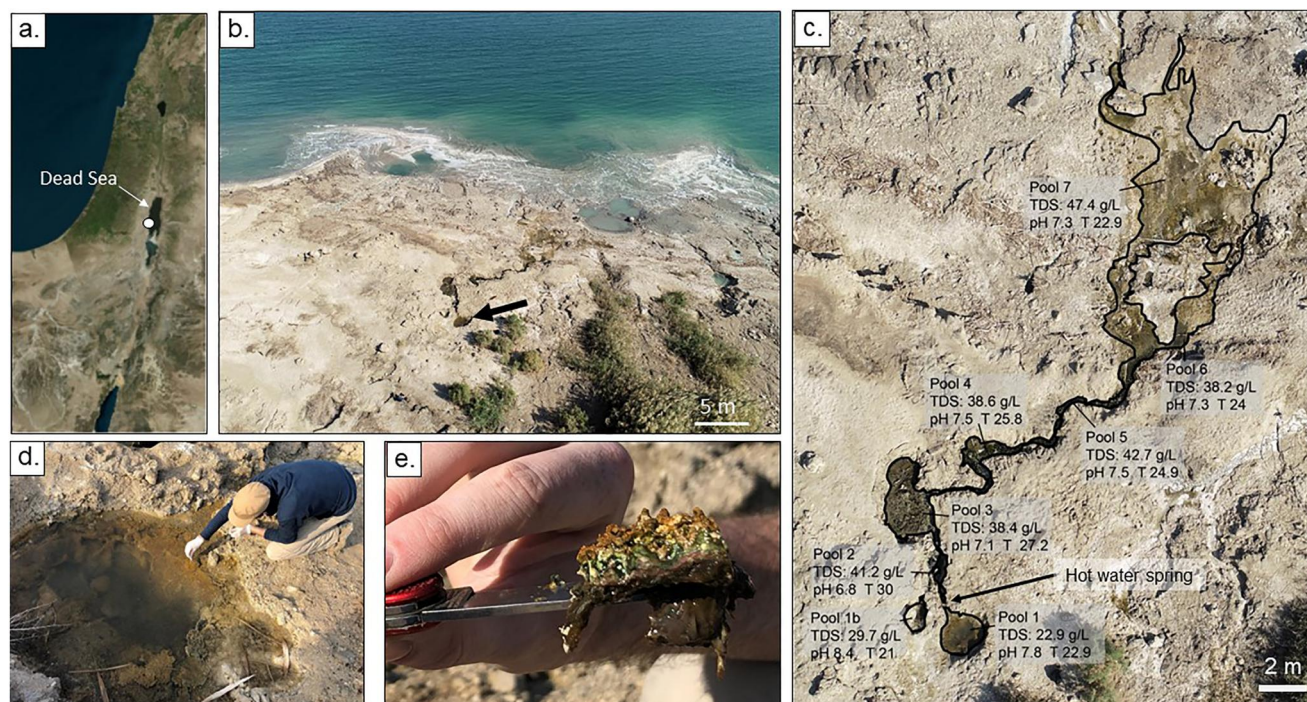 a.
Dead Sea
b.
5 m
c.
Pool 7
TDS: 47.4 g/L
pH 7.3 T 22.9
Pool 6
TDS: 38.2 g/L
pH 7.3 T 24
Pool 4
TDS: 38.6 g/L
pH 7.5 T 25.8
Pool 5
TDS: 42.7 g/L
pH 7.5 T 24.9
Pool 3
TDS: 38.4 g/L
pH 7.1 T 27.2
Pool 2
TDS: 41.2 g/L
pH 6.8 T 30
Hot water spring
Pool 1b
TDS: 29.7 g/L
pH 8.4 T 21
Pool 1
TDS: 22.9 g/L
pH 7.8 T 22.9
2 m
d.
e.